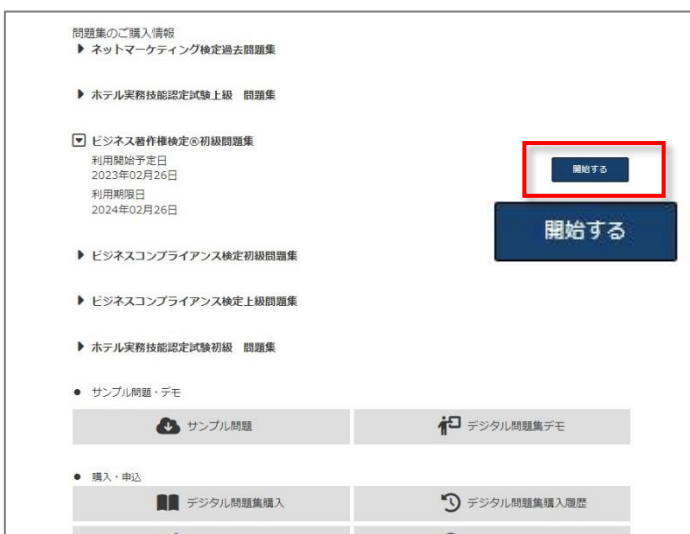 問題集のご購入情報
ネットマーケティング検定過去問題集
ホテル実務技能認定試験上級 問題集
ビジネス著作権検定®初級問題集
利用開始予定日
2023年02月26日
開始する
利用期限日
2024年02月26日
開始する
ビジネスコンプライアンス検定初級問題集
ビジネスコンプライアンス検定上級問題集
ホテル実務技能認定試験初級 問題集
サンプル問題・デモ
サンプル問題
デジタル問題集デモ
購入・申込
デジタル問題集購入
デジタル問題集購入履歴